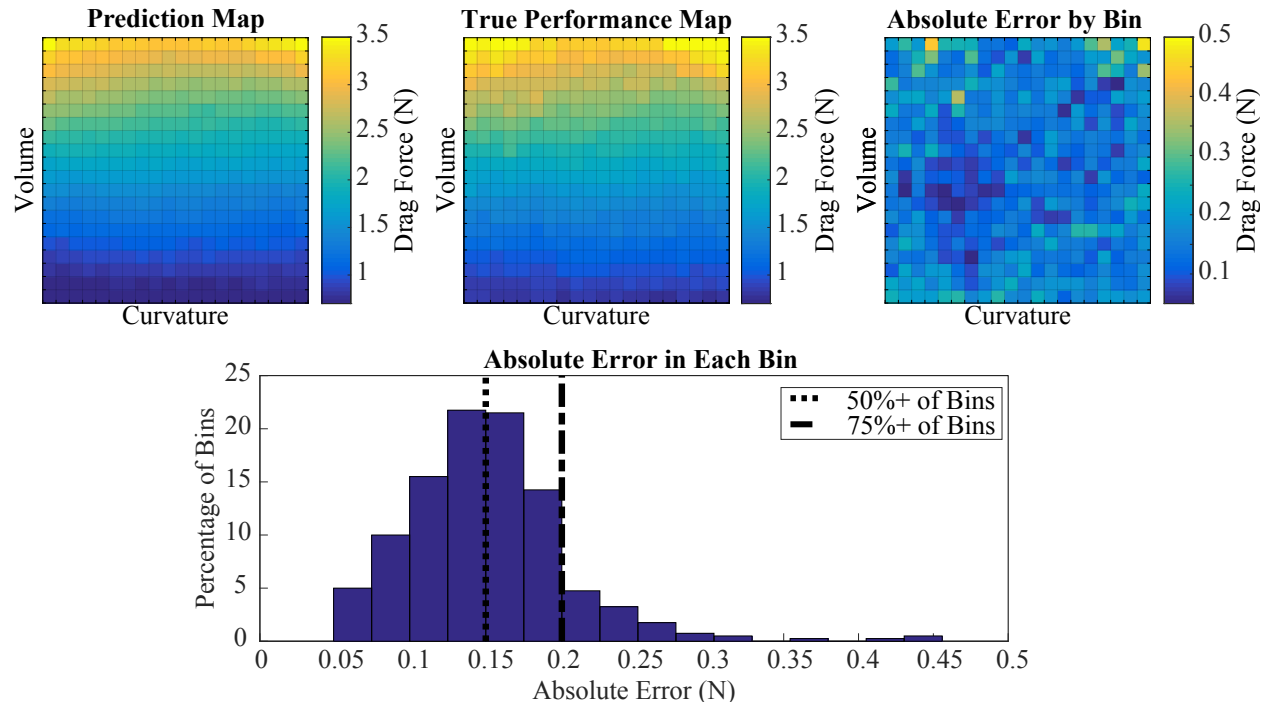 Prediction Map
True Performance Map
Absolute Error by Bin
Volume
Curvature
3.5
3
2.5
2
1.5
1
Drag Force (N)
Volume
Curvature
3.5
3
2.5
2
1.5
1
Drag Force (N)
Volume
Curvature
0.5
0.4
0.3
0.2
0.1
Drag Force (N)
Absolute Error in Each Bin
Percentage of Bins
25
20
15
10
5
0
50%+ of Bins
75%+ of Bins
0 0.05 0.1 0.15 0.2 0.25 0.3 0.35 0.4 0.45 0.5
Absolute Error (N)